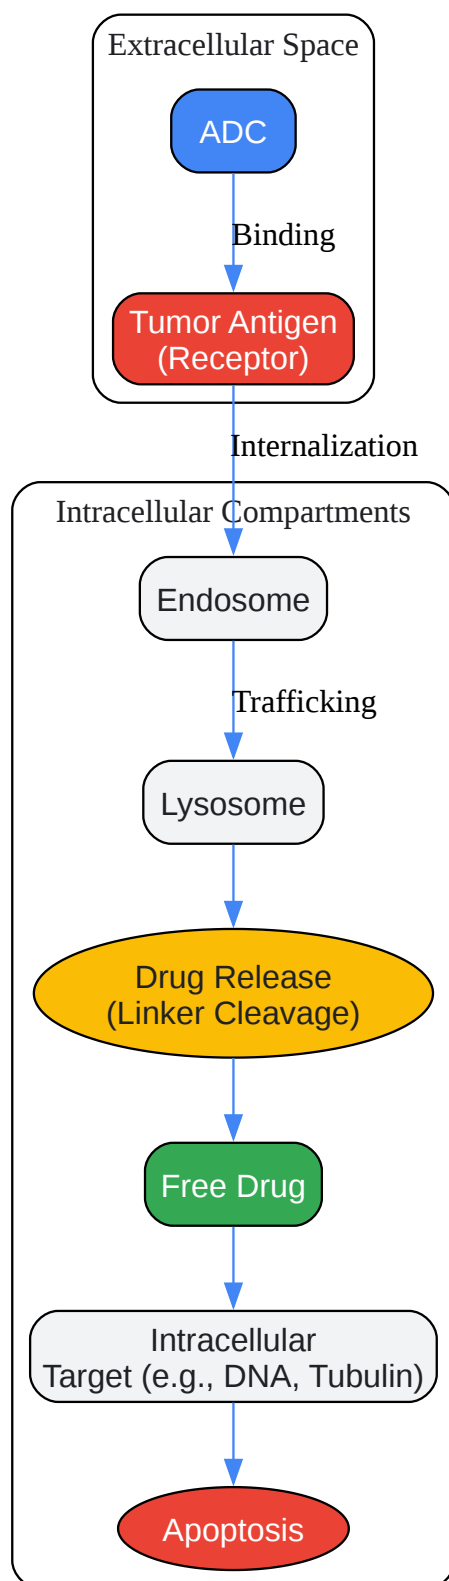 Extracellular Space
ADC
Binding
Tumor Antigen
(Receptor)
Internalization
Intracellular Compartments
Endosome
Trafficking
Lysosome
Drug Release
(Linker Cleavage)
Free Drug
Intracellular
Target (e.g., DNA, Tubulin)
Apoptosis